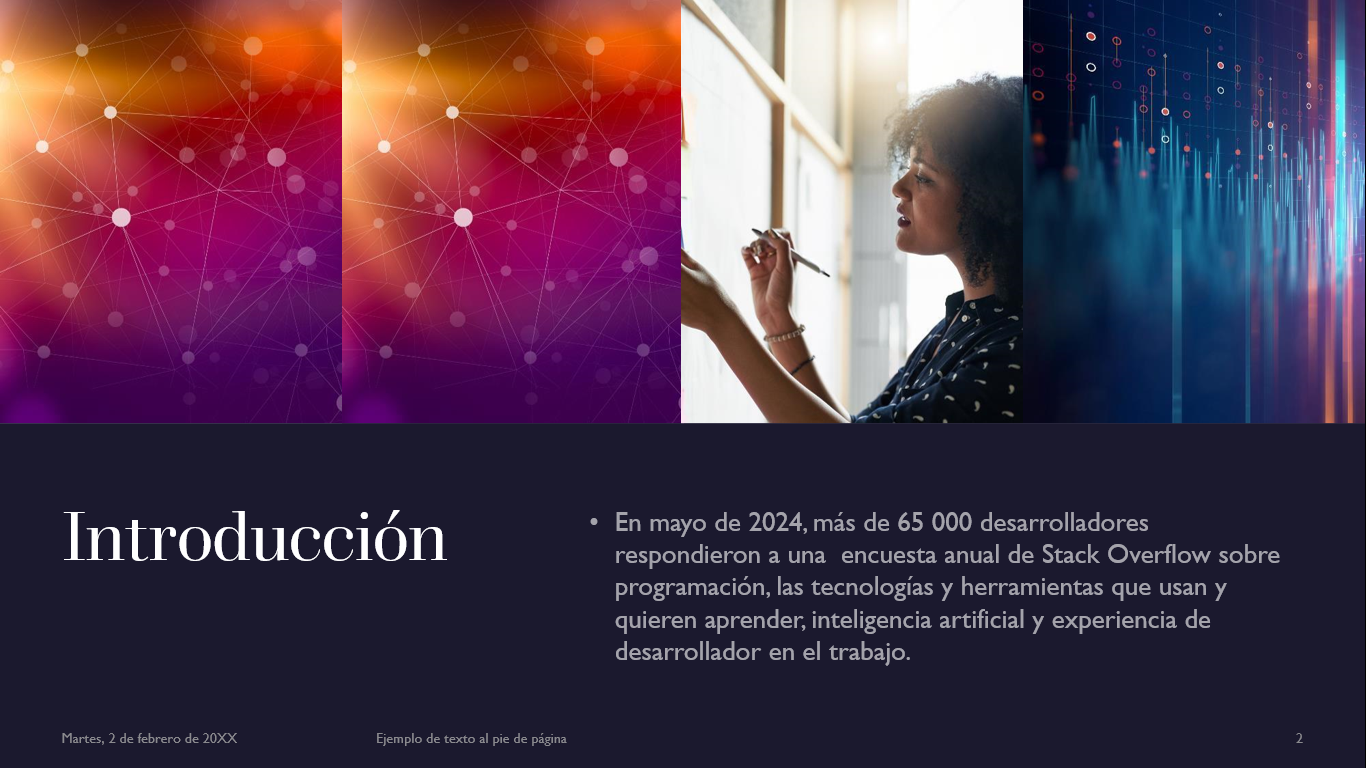 Introducción
• En mayo de 2024, más de 65 000 desarrolladores
respondieron a una  encuesta anual de Stack Overflow sobre
programación, las tecnologías y herramientas que usan y
quieren aprender, inteligencia artificial y experiencia de
desarrollador en el trabajo.
Martes, 2 de febrero de 20XX
Ejemplo de texto al pie de página
2